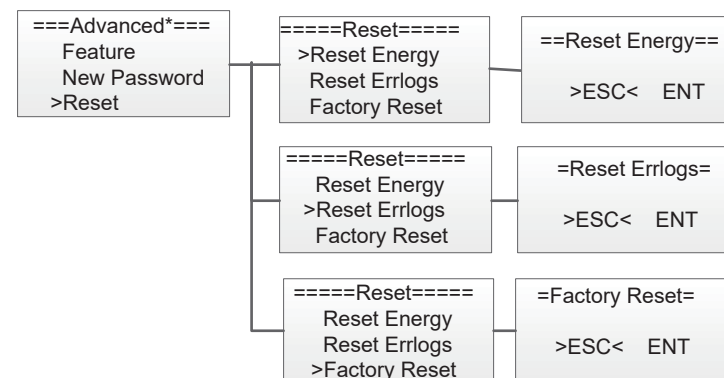 ===Advanced*===
Feature
New Password
>Reset
=====Reset=====
>Reset Energy
Reset Errlogs
Factory Reset
==Reset Energy==
>ESC< ENT
=====Reset=====
Reset Energy
>Reset Errlogs
Factory Reset
=Reset Errlogs=
>ESC< ENT
=====Reset=====
Reset Energy
Reset Errlogs
>Factory Reset
=Factory Reset=
>ESC< ENT